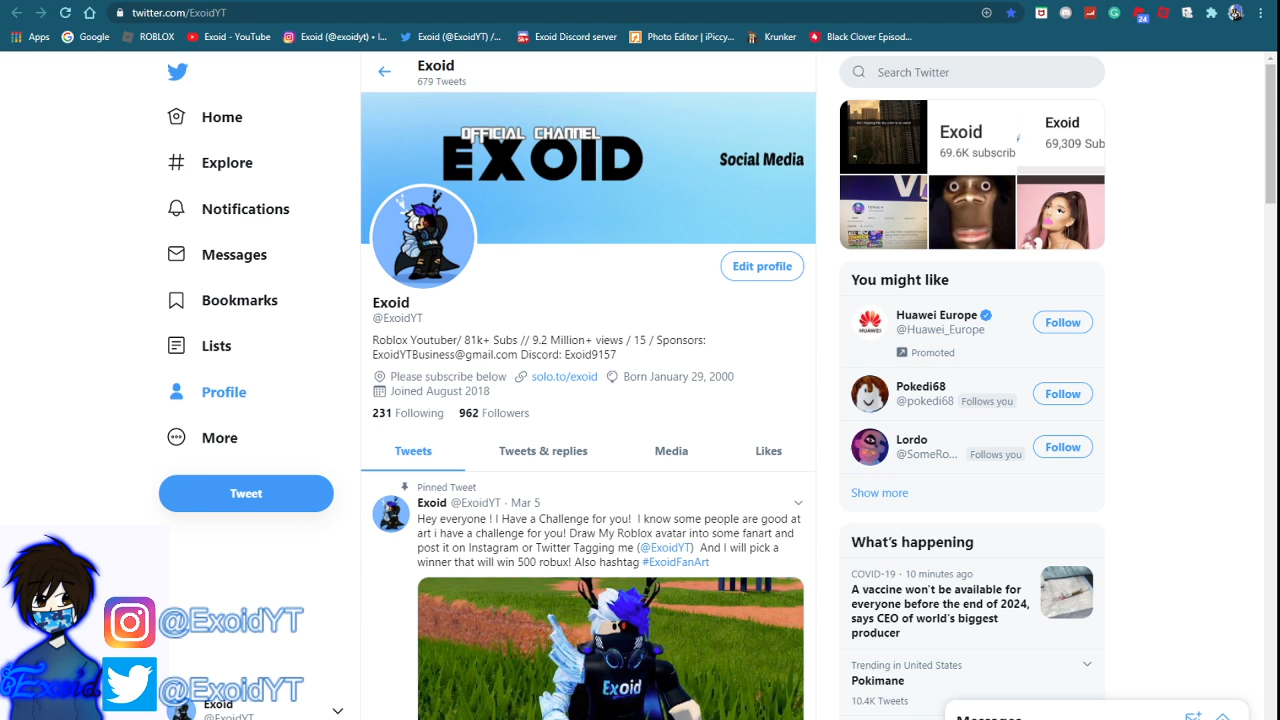 twitter.com/ExoidYT
24
Apps
Google
ROBLOX
Exoid - YouTube
Exoid (@exoidyt) • I...
Exoid (@ExoidYT) /...
Exoid Discord server
Photo Editor | iPiccy...
Krunker
Black Clover Episod...
Home
Explore
Notifications
Messages
Bookmarks
Lists
Profile
More
Tweet
Exoid
@ExoidYT
@ExoidYT
@ExoidYT
Exoid
Exoid
679 Tweets
OFFICIAL CHANNEL
EXOID
Social Media
Edit profile
Exoid
@ExoidYT
Roblox Youtuber/ 81k+ Subs // 9.2 Million+ views / 15 / Sponsors:
ExoidYTBusiness@gmail.com Discord: Exoid9157
Please subscribe below solo.to/exoid Born January 29, 2000
Joined August 2018
231 Following 962 Followers
Tweets Tweets & replies Media Likes
Pinned Tweet
Exoid @ExoidYT · Mar 5
Hey everyone ! I Have a Challenge for you! I know some people are good at
art i have a challenge for you! Draw My Roblox avatar into some fanart and
post it on Instagram or Twitter Tagging me (@ExoidYT) And I will pick a
winner that will win 500 robux! Also hashtag #ExoidFanArt
Exoid
Search Twitter
Exoid
69.6K subscrib
Exoid
69,309 Sub
You might like
Huawei Europe
@Huawei_Europe
Promoted
Follow
HUAWEI
Pokedi68
@pokedi68 Follows you
Follow
Lordo
@SomeRo... Follows you
Follow
Show more
What's happening
COVID-19 · 10 minutes ago
A vaccine won't be available for
everyone before the end of 2024,
says CEO of world's biggest
producer
Trending in United States
Pokimane
10.4K Tweets
Messages